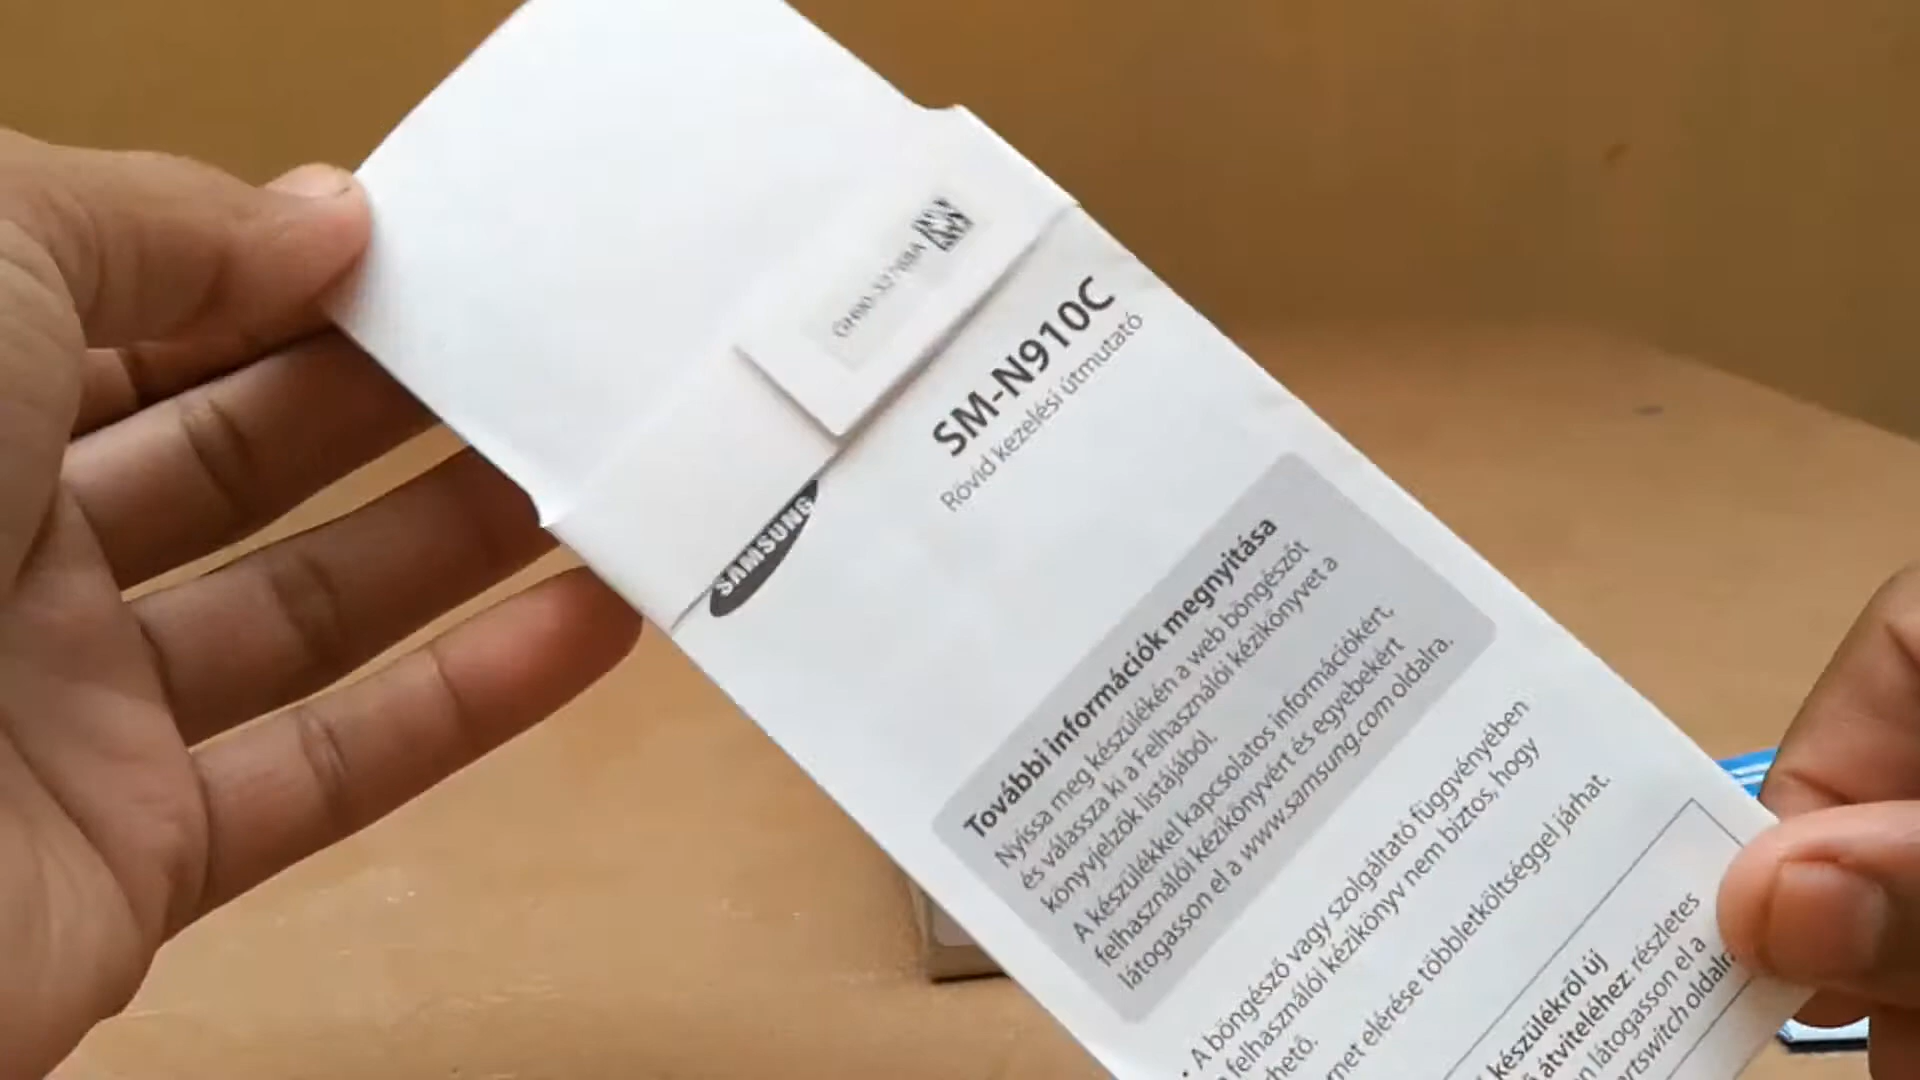 SM-N910C
Rövid kezelési útmutató
SAMSUNG
További információk megnyitása
Nyissa meg készülékén a web böngészőt
és válassza ki a Felhasználói kézikönyvet a
könyvjelzők listájából.
A készülékkel kapcsolatos információkért,
felhasználói kézikönyvért és egyebekért
látogasson el a www.samsung.com oldalra.
• A böngésző vagy szolgáltató függvényében
felhasználói kézikönyv nem biztos, hogy
érhető.
rnet elérése többletköltséggel járhat.
készülékről új
átviteléhez: részletes
látogasson el a
artswitch oldalra